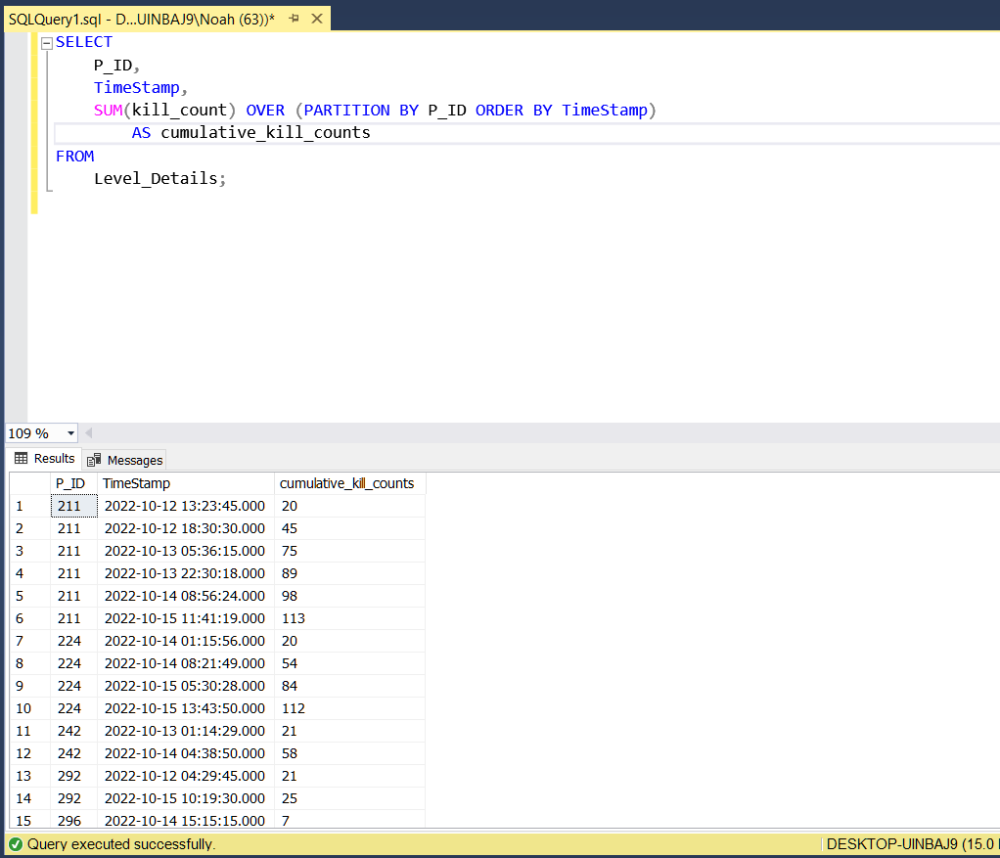 SQLQuery1.sql - D...UINBAJ9\Noah (63))*
SELECT
P_ID,
TimeStamp,
SUM(kill_count) OVER (PARTITION BY P_ID ORDER BY TimeStamp)
AS cumulative_kill_counts
FROM
Level_Details;
109 %
Results Messages
P_ID TimeStamp cumulative_kill_counts
1 211 2022-10-12 13:23:45.000 20
2 211 2022-10-12 18:30:30.000 45
3 211 2022-10-13 05:36:15.000 75
4 211 2022-10-13 22:30:18.000 89
5 211 2022-10-14 08:56:24.000 98
6 211 2022-10-15 11:41:19.000 113
7 224 2022-10-14 01:15:56.000 20
8 224 2022-10-14 08:21:49.000 54
9 224 2022-10-15 05:30:28.000 84
10 224 2022-10-15 13:43:50.000 112
11 242 2022-10-13 01:14:29.000 21
12 242 2022-10-14 04:38:50.000 58
13 292 2022-10-12 04:29:45.000 21
14 292 2022-10-15 10:19:30.000 25
15 296 2022-10-14 15:15:15.000 7
Query executed successfully. DESKTOP-UINBAJ9 (15.0